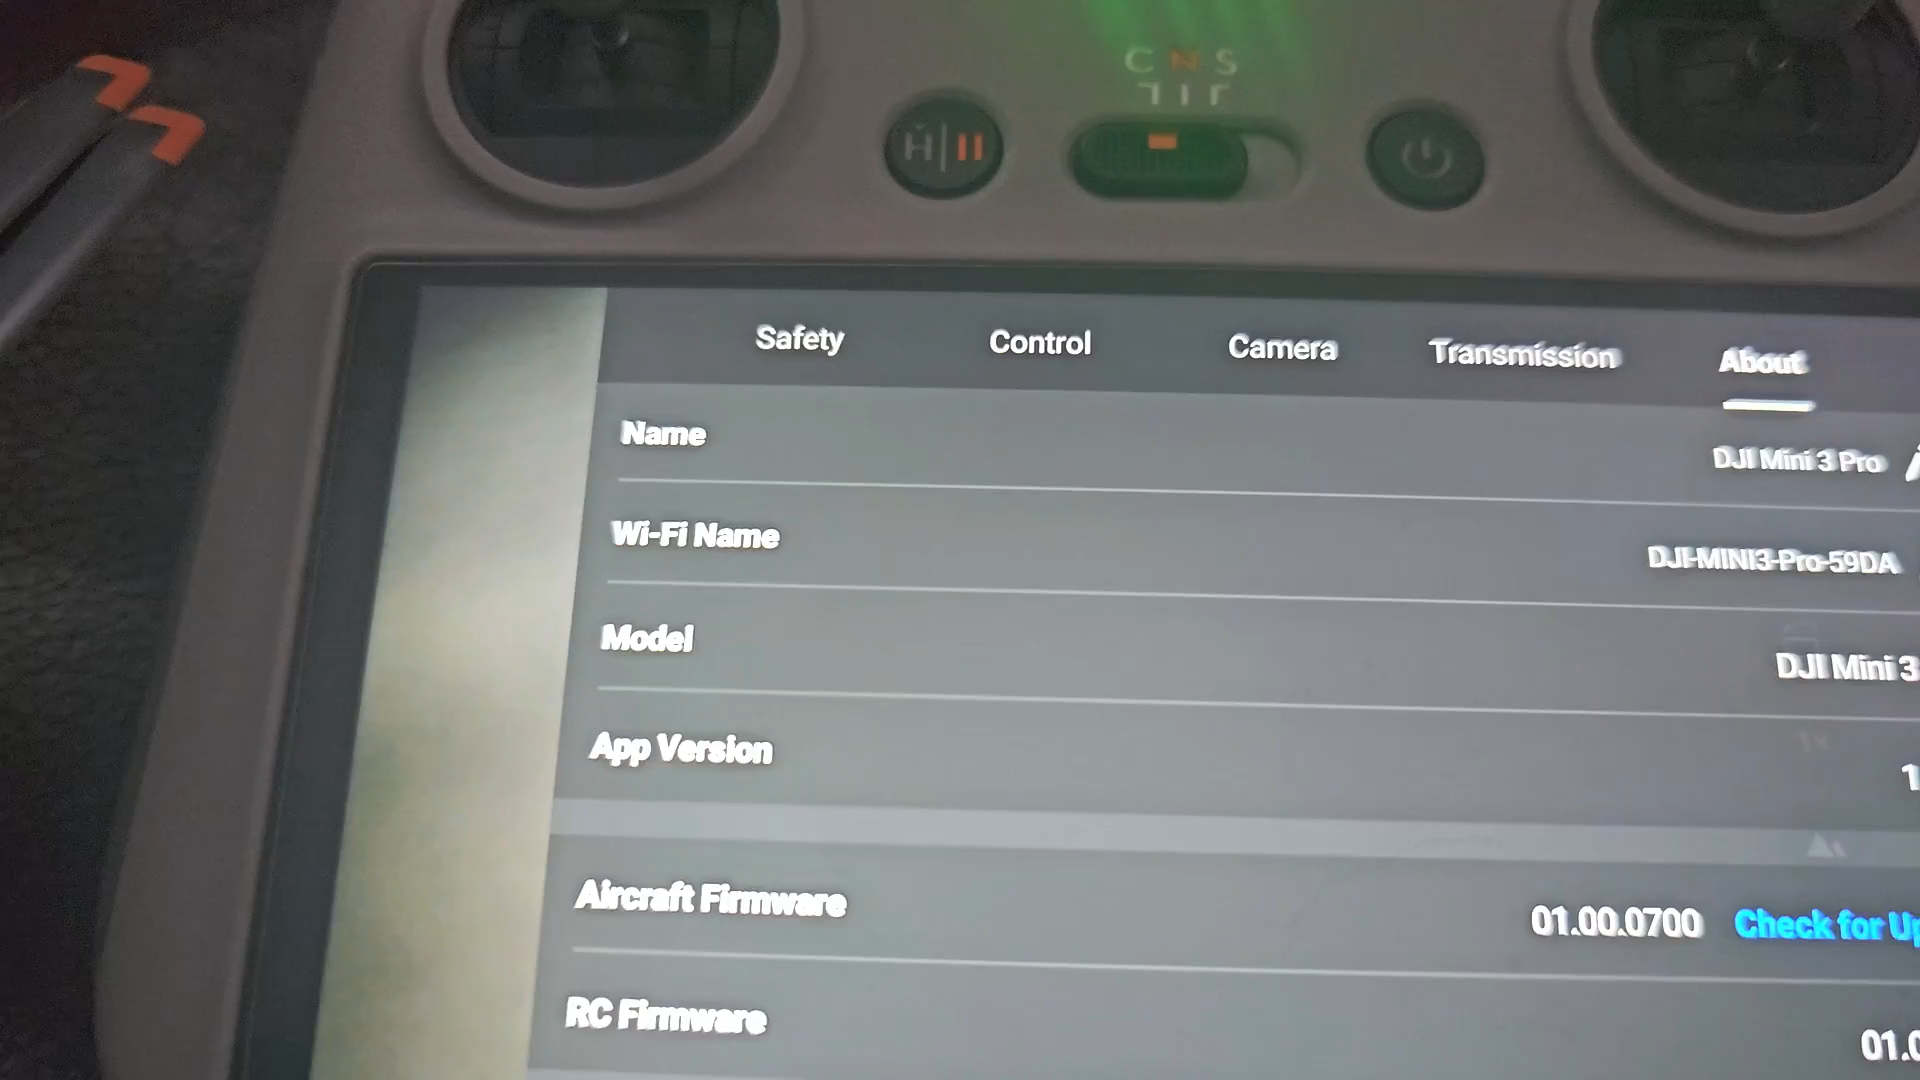 C N S
H
Safety Control Camera Transmission About
Name DJI Mini 3 Pro
Wi-Fi Name DJI-MINI3-Pro-59DA
Model DJI Mini 3
App Version 1
Aircraft Firmware 01.00.0700 Check for Up
RC Firmware 01.0